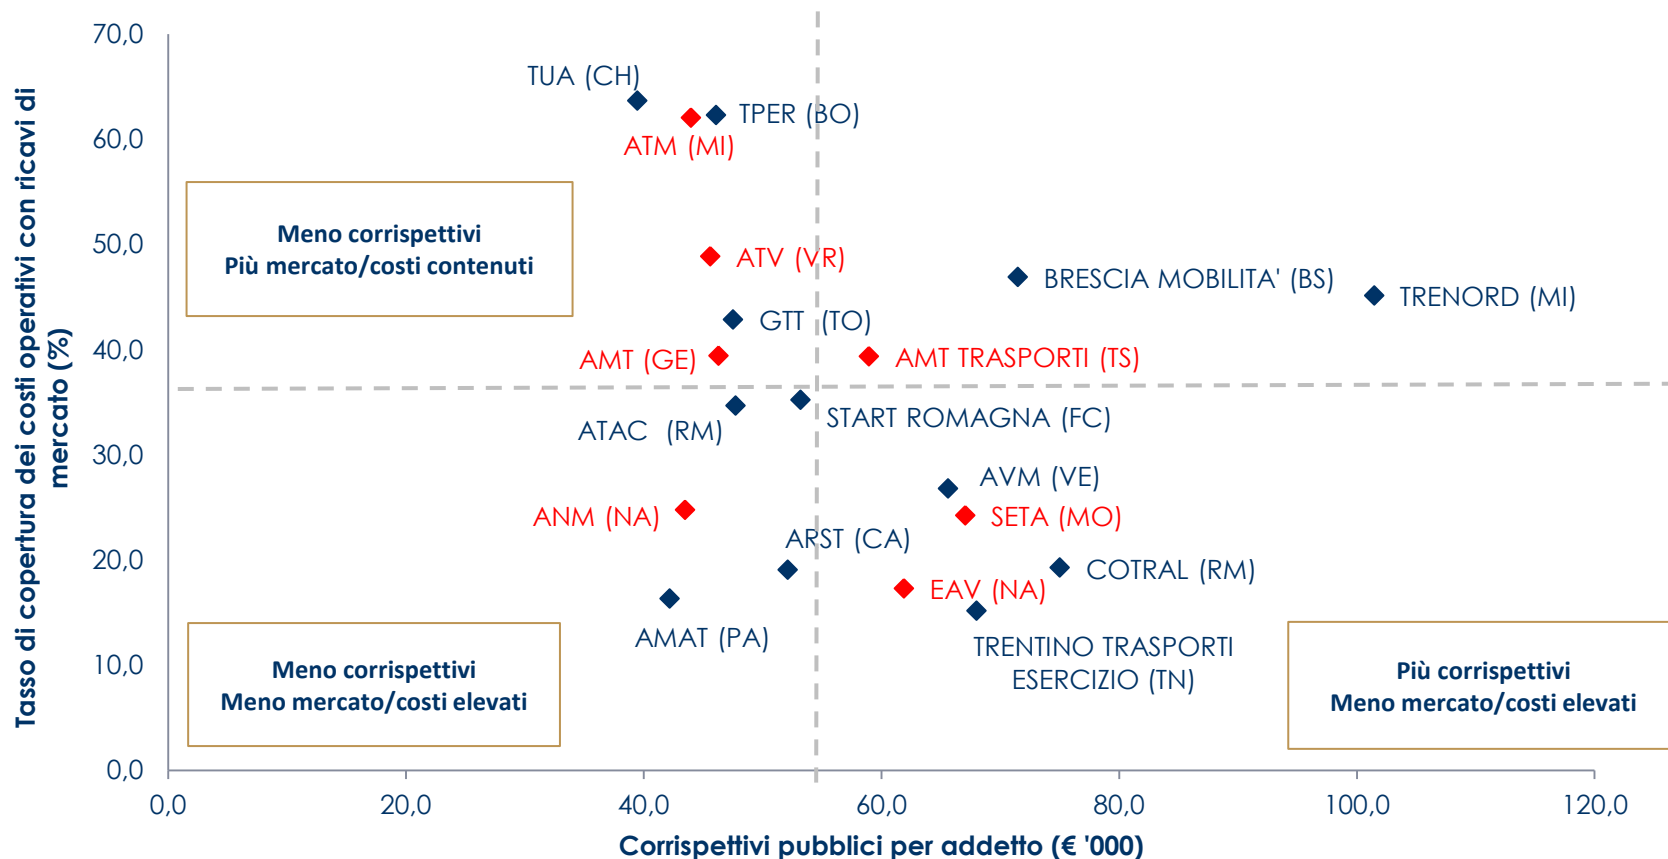 Tasso di copertura dei costi operativi con ricavi di
mercato (%)
70,0
60,0
50,0
40,0
30,0
20,0
10,0
0,0
TUA (CH)
TPER (BO)
ATM (MI)
Meno corrispettivi
Più mercato/costi contenuti
ATV (VR)
BRESCIA MOBILITA' (BS)
TRENORD (MI)
GTT (TO)
AMT (GE)
AMT TRASPORTI (TS)
START ROMAGNA (FC)
ATAC (RM)
AVM (VE)
ANM (NA)
SETA (MO)
ARST (CA)
COTRAL (RM)
EAV (NA)
AMAT (PA)
TRENTINO TRASPORTI
ESERCIZIO (TN)
Meno corrispettivi
Meno mercato/costi elevati
Più corrispettivi
Meno mercato/costi elevati
0,0
20,0
40,0
60,0
80,0
100,0
120,0
Corrispettivi pubblici per addetto (€ '000)